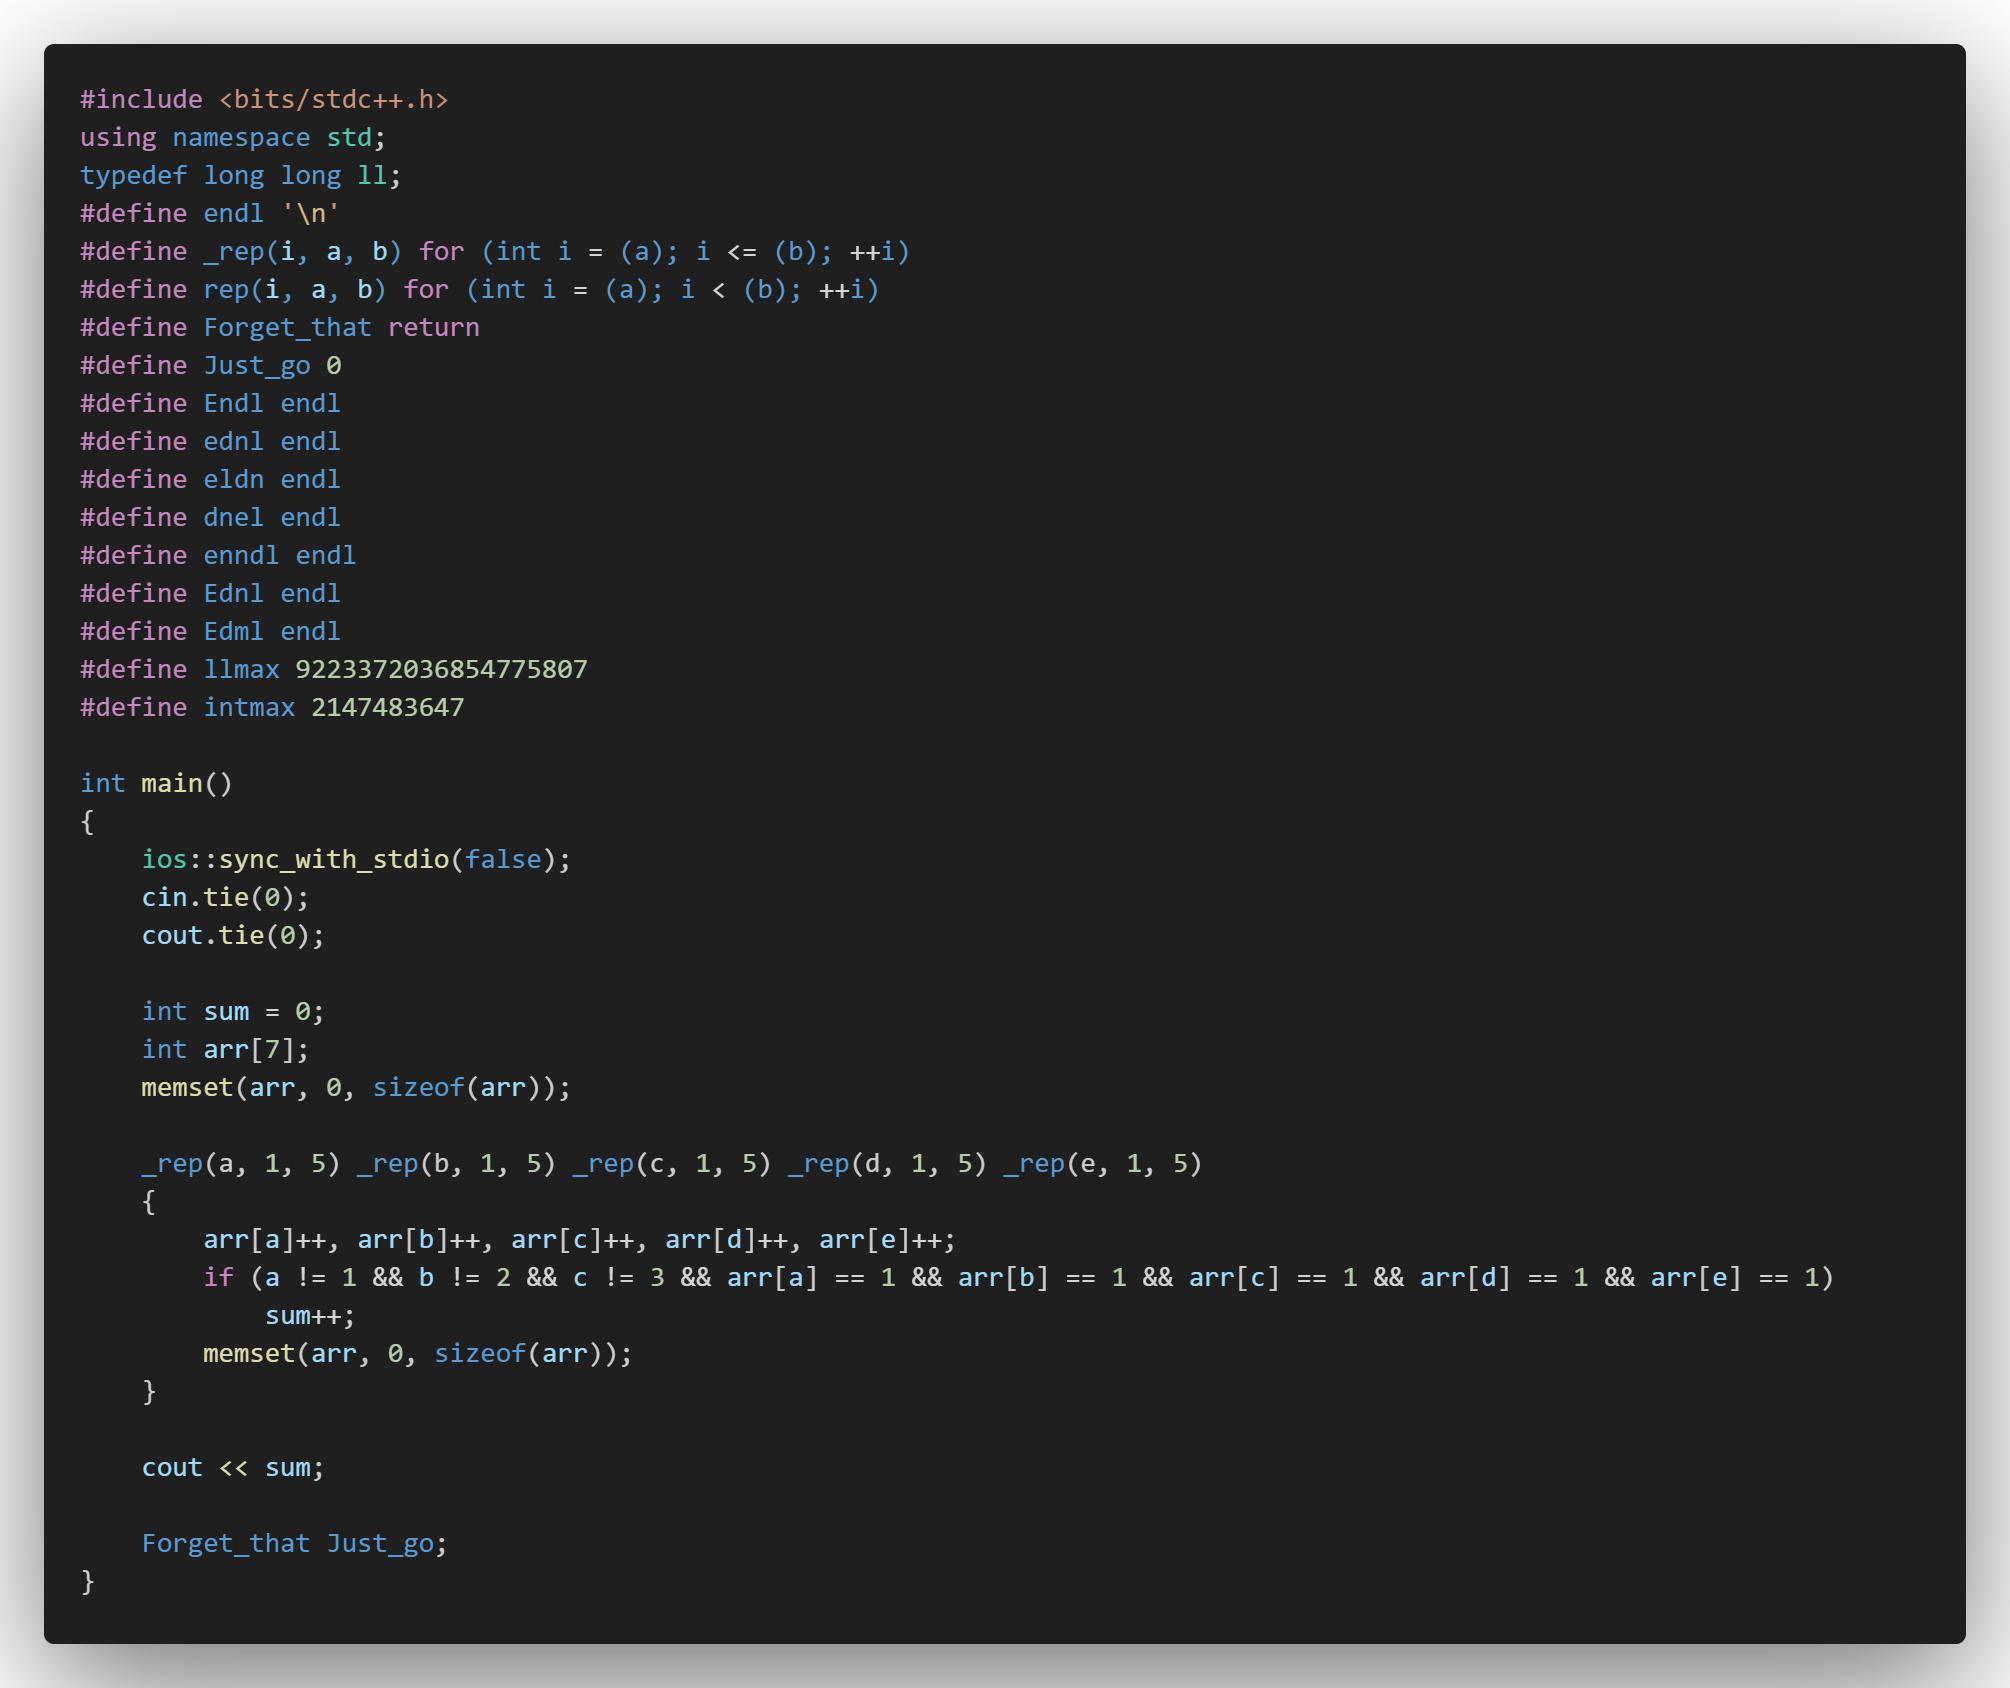 #include <bits/stdc++.h>
using namespace std;
typedef long long ll;
#define endl '\n'
#define _rep(i, a, b) for (int i = (a); i <= (b); ++i)
#define rep(i, a, b) for (int i = (a); i < (b); ++i)
#define Forget_that return
#define Just_go 0
#define Endl endl
#define ednl endl
#define eldn endl
#define dnel endl
#define enndl endl
#define Ednl endl
#define Edml endl
#define llmax 9223372036854775807
#define intmax 2147483647

int main()
{
    ios::sync_with_stdio(false);
    cin.tie(0);
    cout.tie(0);

    int sum = 0;
    int arr[7];
    memset(arr, 0, sizeof(arr));

    _rep(a, 1, 5) _rep(b, 1, 5) _rep(c, 1, 5) _rep(d, 1, 5) _rep(e, 1, 5)
    {
        arr[a]++, arr[b]++, arr[c]++, arr[d]++, arr[e]++;
        if (a != 1 && b != 2 && c != 3 && arr[a] == 1 && arr[b] == 1 && arr[c] == 1 && arr[d] == 1 && arr[e] == 1)
            sum++;
        memset(arr, 0, sizeof(arr));
    }

    cout << sum;

    Forget_that Just_go;
}